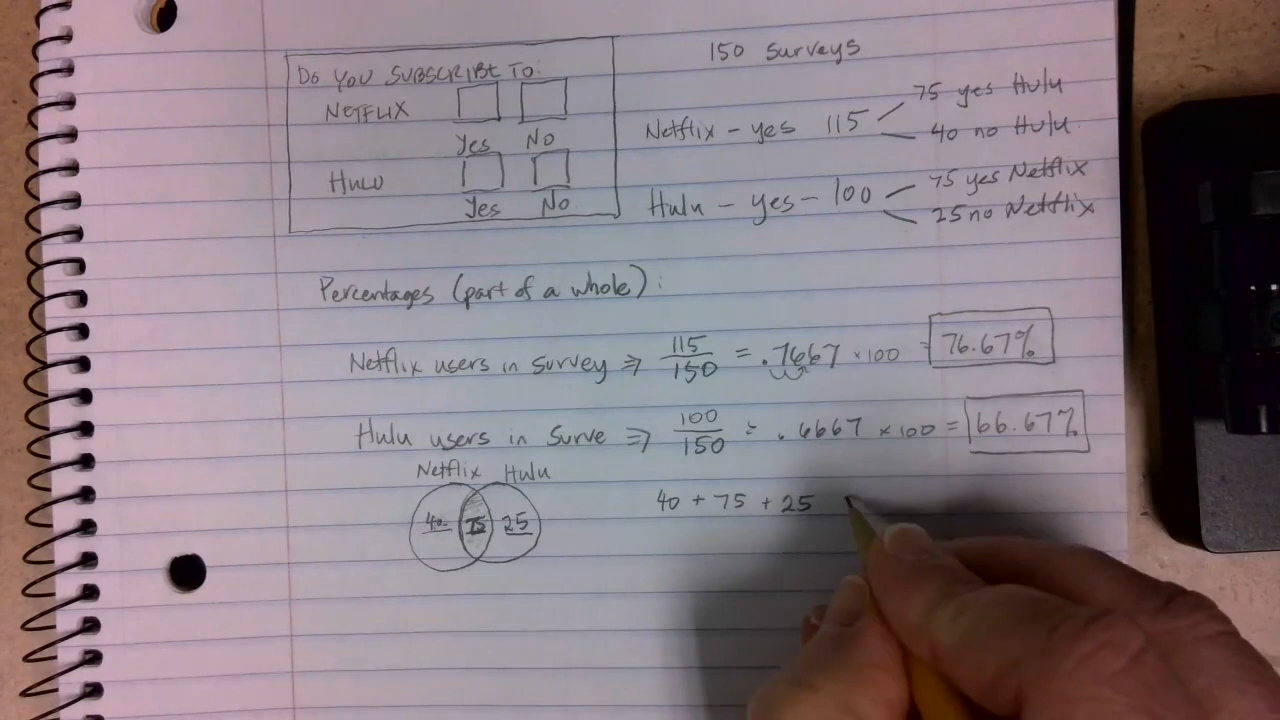 DO YOU SUBSCRIBE TO:
NETFLIX
Yes No
HULU
Yes No
150 Surveys
Netflix - yes 115
75 yes Hulu
40 no Hulu
Hulu - yes - 100
75 yes Netflix
25 no Netflix
Percentages (part of a whole):
Netflix users in survey ⇒ 115/150 = .7667 × 100 = 76.67%
Hulu users in Surve ⇒ 100/150 = .6667 × 100 = 66.67%
Netflix Hulu
40 75 25
40 + 75 + 25